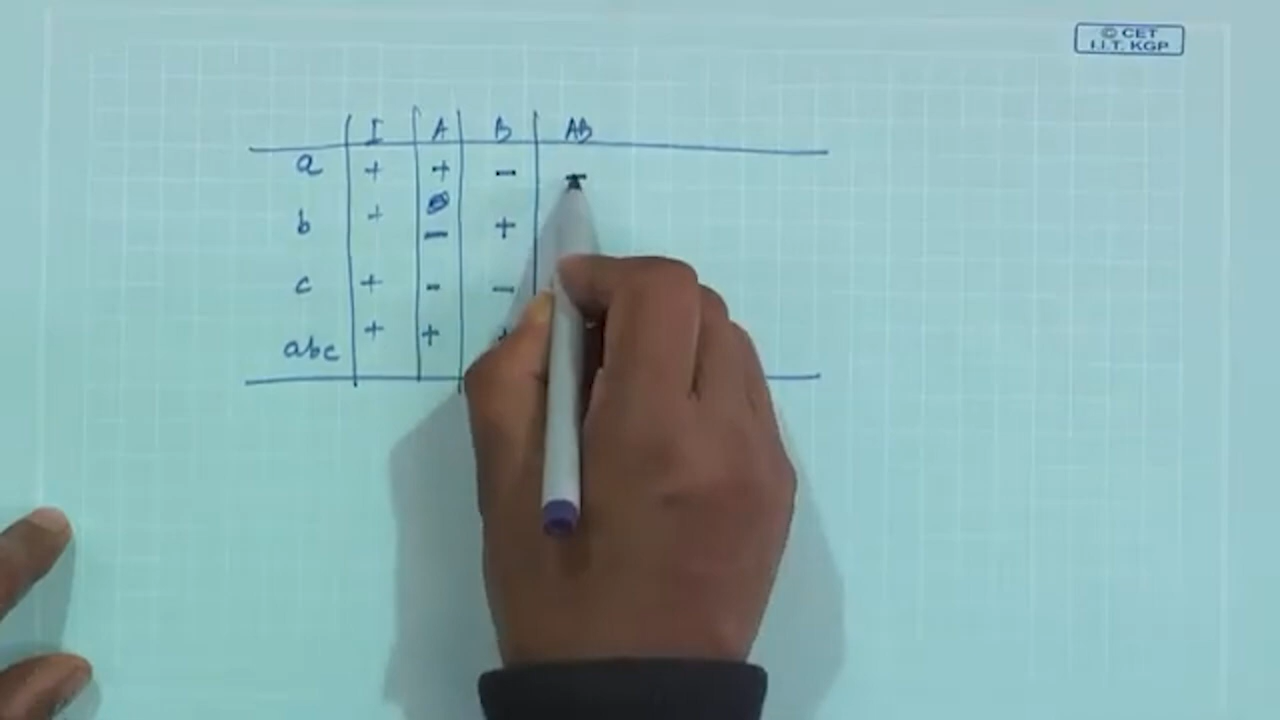 © CET
I.I.T. KGP
I A B AB
a + + - -
b + - +
c + - -
abc + +